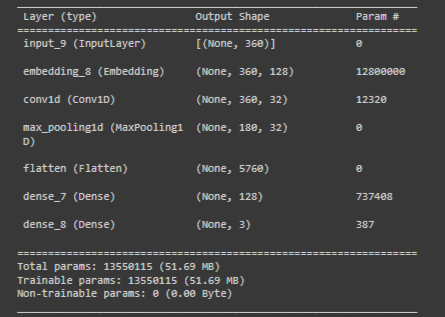 Layer (type) Output Shape Param #
input_9 (InputLayer) [(None, 360)] 0
embedding_8 (Embedding) (None, 360, 128) 12800000
conv1d (Conv1D) (None, 360, 32) 12320
max_pooling1d (MaxPooling1 (None, 180, 32) 0
D)
flatten (Flatten) (None, 5760) 0
dense_7 (Dense) (None, 128) 737408
dense_8 (Dense) (None, 3) 387
Total params: 13550115 (51.69 MB)
Trainable params: 13550115 (51.69 MB)
Non-trainable params: 0 (0.00 Byte)